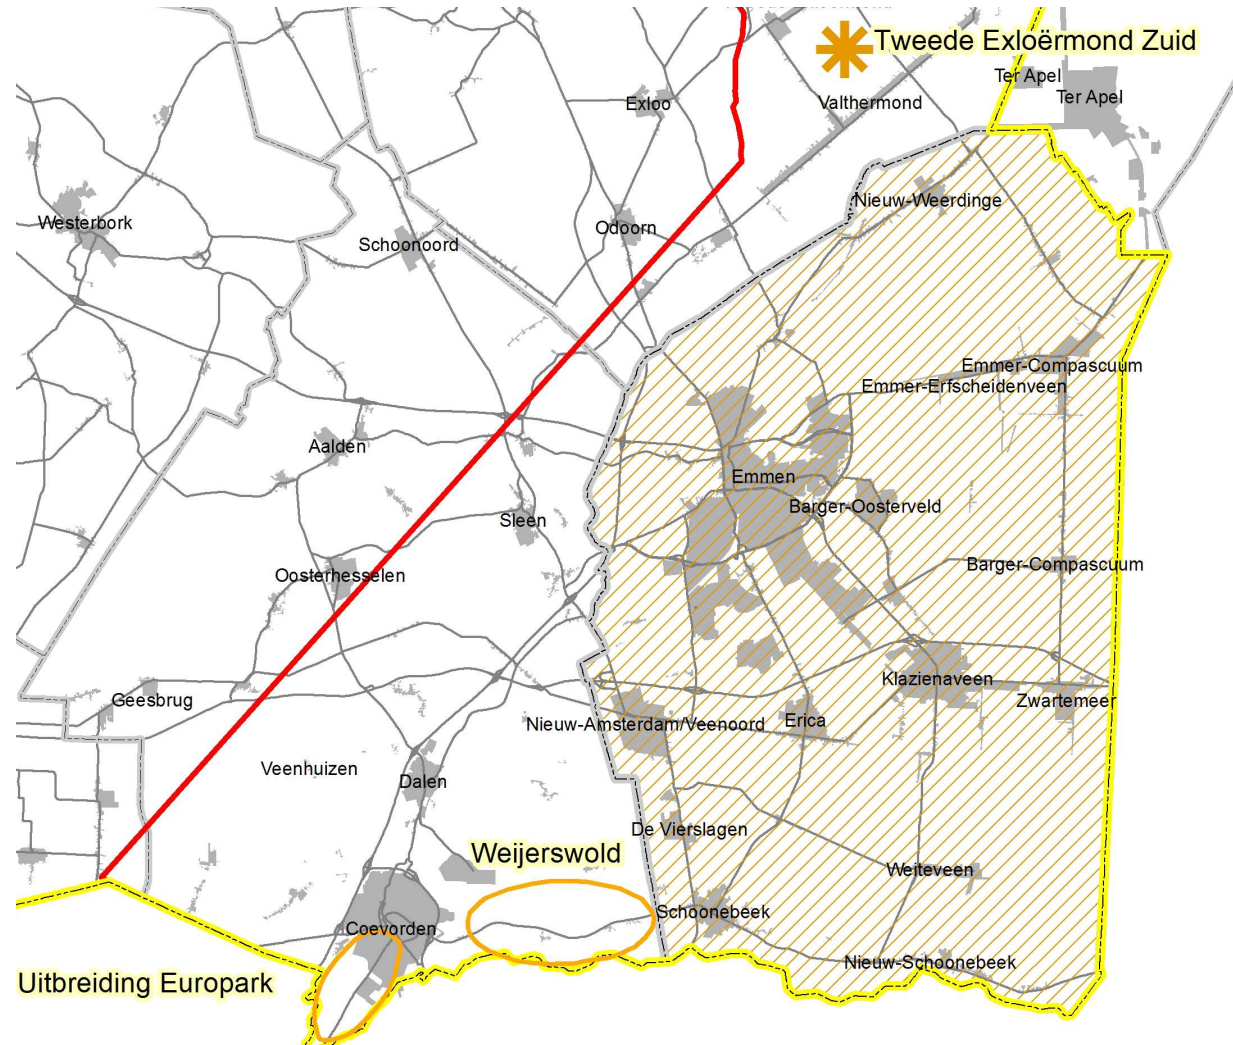 Tweede Exloërmond Zuid
Ter Apel
Ter Apel
Exloo
Valthermond
Nieuw-Weerdinge
Westerbork
Schoonoord
Odoorn
Emmer-Compascuum
Emmer-Erfscheidenveen
Aalden
Emmen
Barger-Oosterveld
Sleen
Oosterhesselen
Barger-Compascuum
Klazienaveen
Geesbrug
Zwartemeer
Nieuw-Amsterdam/Veenoord
Erica
Veenhuizen
Dalen
De Vierslagen
Weijerswold
Weiteveen
Schoonebeek
Coevorden
Nieuw-Schoonebeek
Uitbreiding Europark